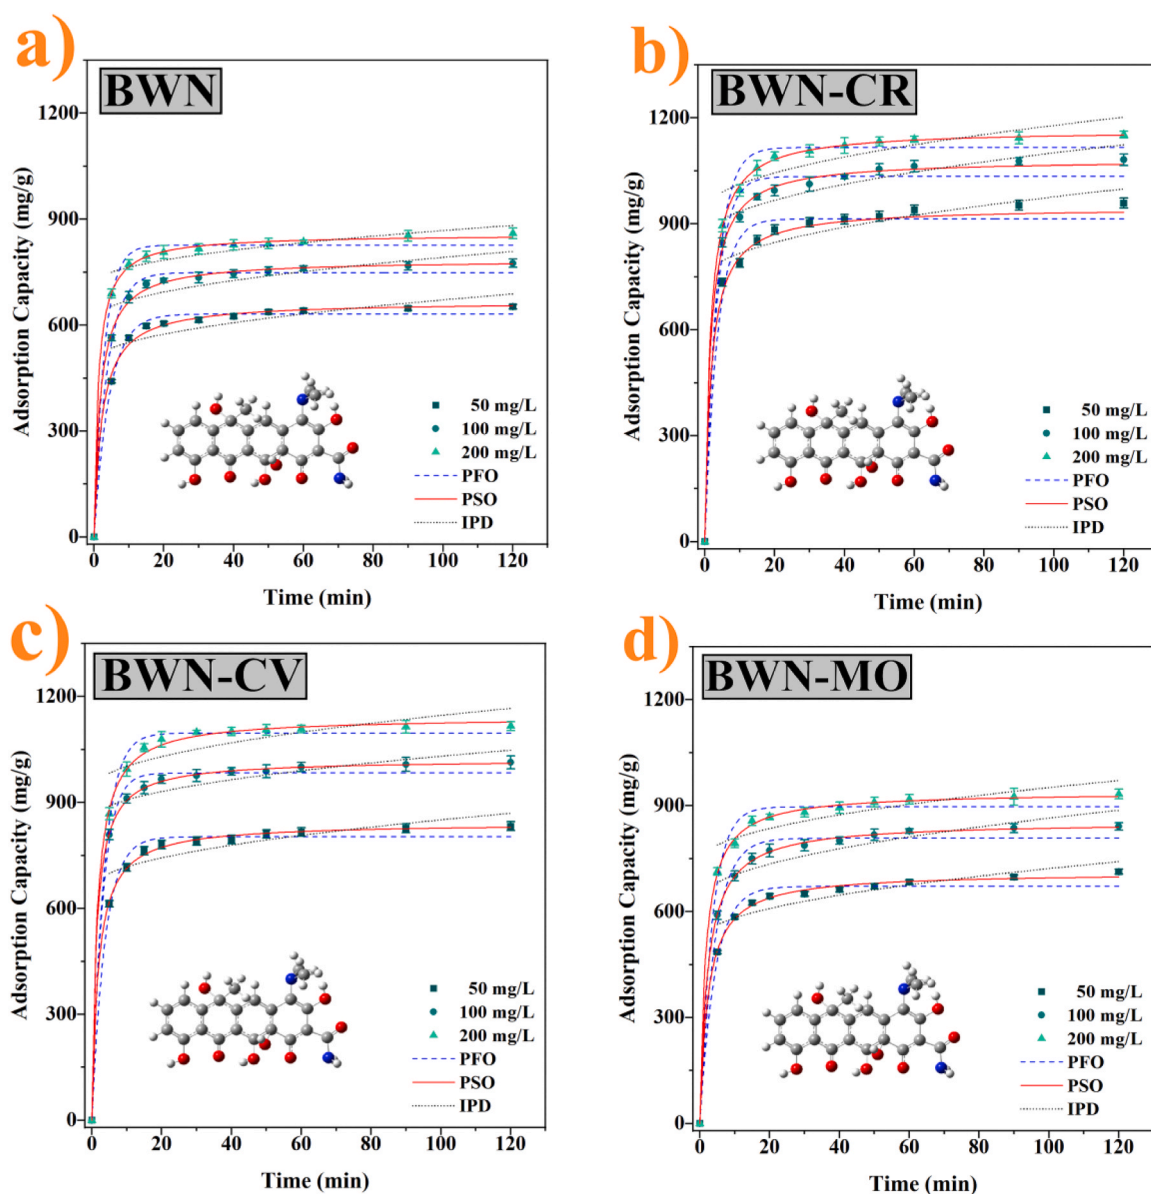 a)
BWN
Adsorption Capacity (mg/g)
1200
900
600
300
0
50 mg/L
100 mg/L
200 mg/L
PFO
PSO
IPD
0 20 40 60 80 100 120
Time (min)
b)
BWN-CR
Adsorption Capacity (mg/g)
1200
900
600
300
0
50 mg/L
100 mg/L
200 mg/L
PFO
PSO
IPD
0 20 40 60 80 100 120
Time (min)
c)
BWN-CV
Adsorption Capacity (mg/g)
1200
900
600
300
0
50 mg/L
100 mg/L
200 mg/L
PFO
PSO
IPD
0 20 40 60 80 100 120
Time (min)
d)
BWN-MO
Adsorption Capacity (mg/g)
1200
900
600
300
0
50 mg/L
100 mg/L
200 mg/L
PFO
PSO
IPD
0 20 40 60 80 100 120
Time (min)